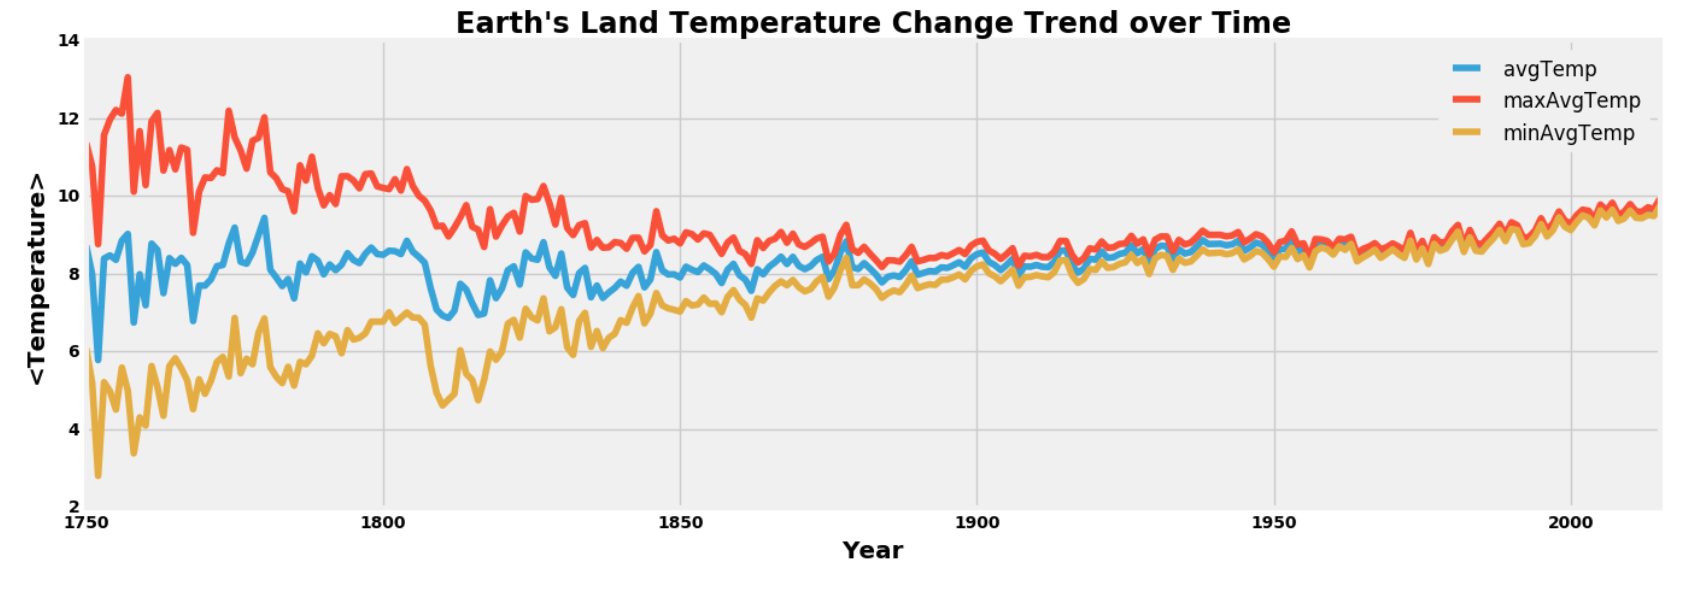 Earth's Land Temperature Change Trend over Time
14
12
10
8
6
4
2
<Temperature>
avgTemp
maxAvgTemp
minAvgTemp
1750 1800 1850 1900 1950 2000
Year